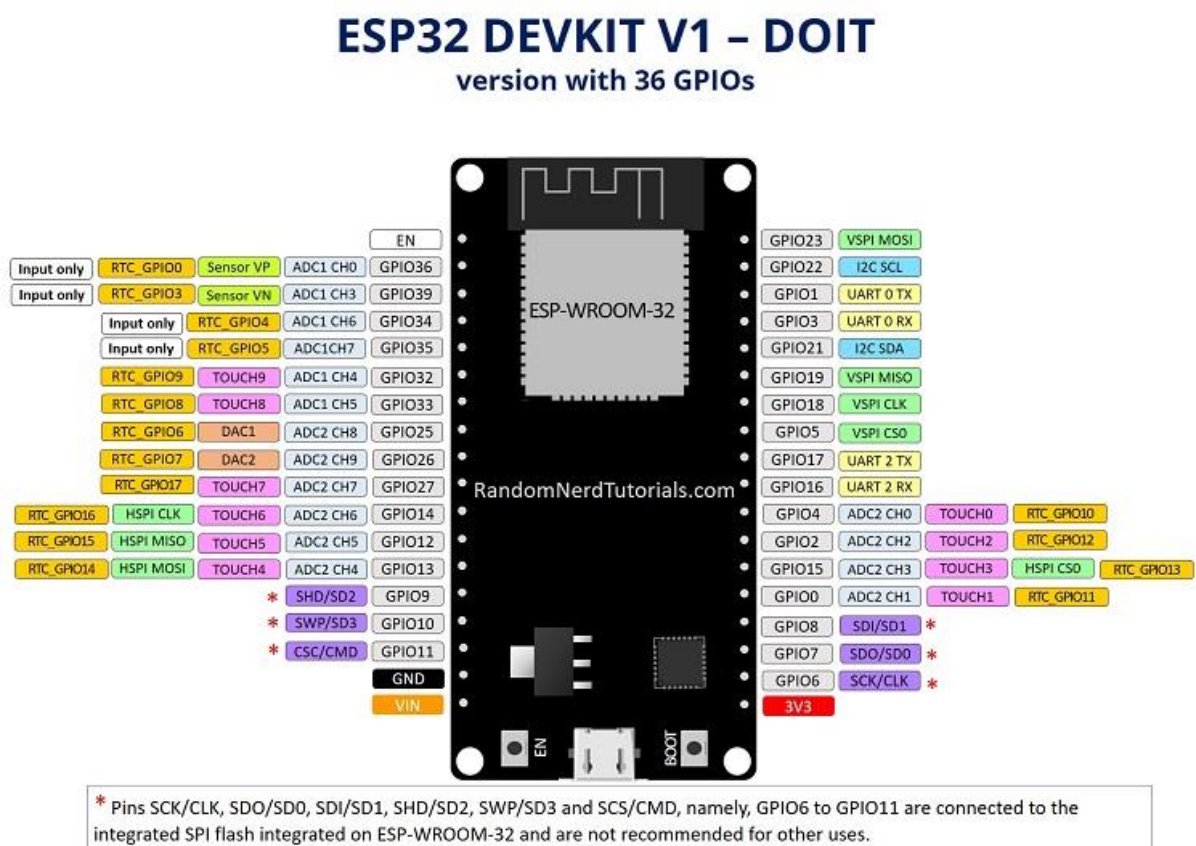 ESP32 DEVKIT V1 – DOIT
version with 36 GPIOs
EN
Input only RTC_GPIO0 Sensor VP ADC1 CH0 GPIO36
Input only RTC_GPIO3 Sensor VN ADC1 CH3 GPIO39
Input only RTC_GPIO4 ADC1 CH6 GPIO34
Input only RTC_GPIO5 ADC1CH7 GPIO35
RTC_GPIO9 TOUCH9 ADC1 CH4 GPIO32
RTC_GPIO8 TOUCH8 ADC1 CH5 GPIO33
RTC_GPIO6 DAC1 ADC2 CH8 GPIO25
RTC_GPIO7 DAC2 ADC2 CH9 GPIO26
RTC_GPIO17 TOUCH7 ADC2 CH7 GPIO27
RTC_GPIO16 HSPI CLK TOUCH6 ADC2 CH6 GPIO14
RTC_GPIO15 HSPI MISO TOUCH5 ADC2 CH5 GPIO12
RTC_GPIO14 HSPI MOSI TOUCH4 ADC2 CH4 GPIO13
* SHD/SD2 GPIO9
* SWP/SD3 GPIO10
* CSC/CMD GPIO11
GND
VIN
ESP-WROOM-32
RandomNerdTutorials.com
EN
BOOT
GPIO23 VSPI MOSI
GPIO22 I2C SCL
GPIO1 UART 0 TX
GPIO3 UART 0 RX
GPIO21 I2C SDA
GPIO19 VSPI MISO
GPIO18 VSPI CLK
GPIO5 VSPI CS0
GPIO17 UART 2 TX
GPIO16 UART 2 RX
GPIO4 ADC2 CH0 TOUCH0 RTC_GPIO10
GPIO2 ADC2 CH2 TOUCH2 RTC_GPIO12
GPIO15 ADC2 CH3 TOUCH3 HSPI CS0 RTC_GPIO13
GPIO0 ADC2 CH1 TOUCH1 RTC_GPIO11
GPIO8 SDI/SD1 *
GPIO7 SDO/SD0 *
GPIO6 SCK/CLK *
3V3
* Pins SCK/CLK, SDO/SD0, SDI/SD1, SHD/SD2, SWP/SD3 and SCS/CMD, namely, GPIO6 to GPIO11 are connected to the
integrated SPI flash integrated on ESP-WROOM-32 and are not recommended for other uses.